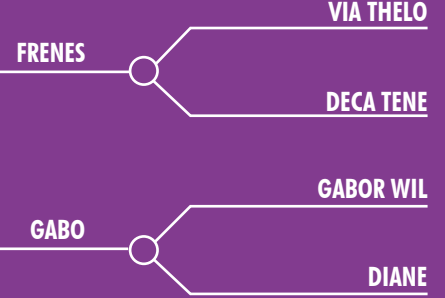 VIA THELO
FRENES
DECA TENE
GABOR WIL
GABO
DIANE